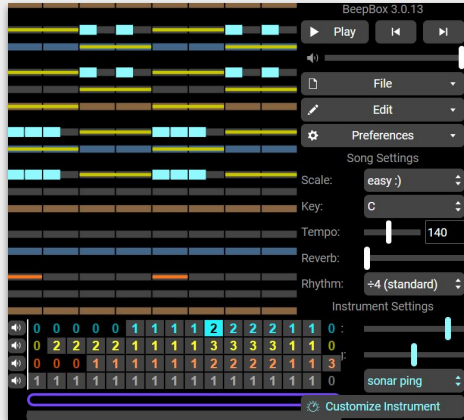 BeepBox 3.0.13
Play
File
Edit
Preferences
Song Settings
Scale: easy :)
Key: C
Tempo: 140
Reverb:
Rhythm: ÷4 (standard)
Instrument Settings
0 0 0 0 0 1 1 1 1 2 2 2 2 1 1 0 :
0 2 2 2 2 1 1 1 1 3 3 3 3 1 1 0
0 0 0 1 1 1 1 1 1 2 2 2 2 1 1 3
1 1 1 1 1 1 1 1 1 1 1 1 1 1 1 0
sonar ping
Customize Instrument